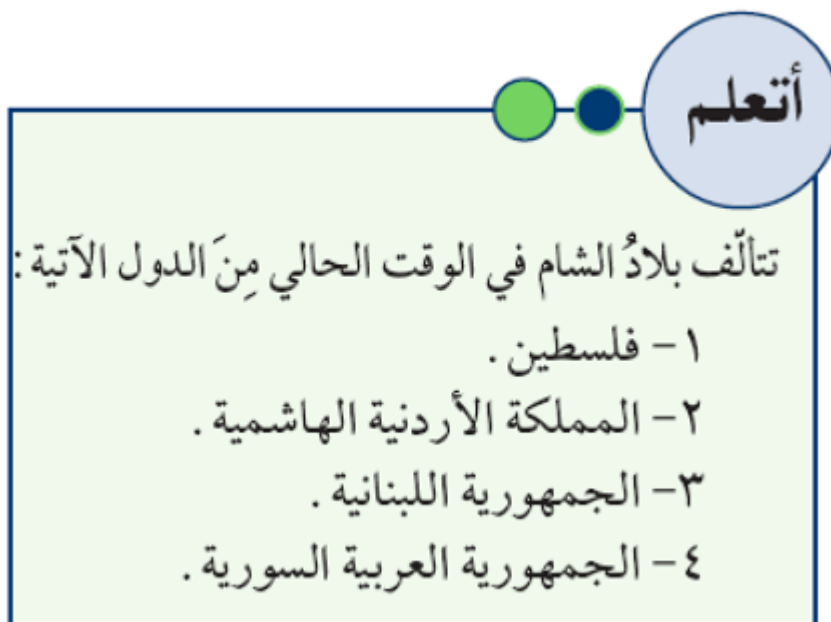 أتعلم
تتألّف بلادُ الشام في الوقت الحالي مِنَ الدول الآتية :
١- فلسطين .
٢- المملكة الأردنية الهاشمية .
٣- الجمهورية اللبنانية .
٤- الجمهورية العربية السورية .